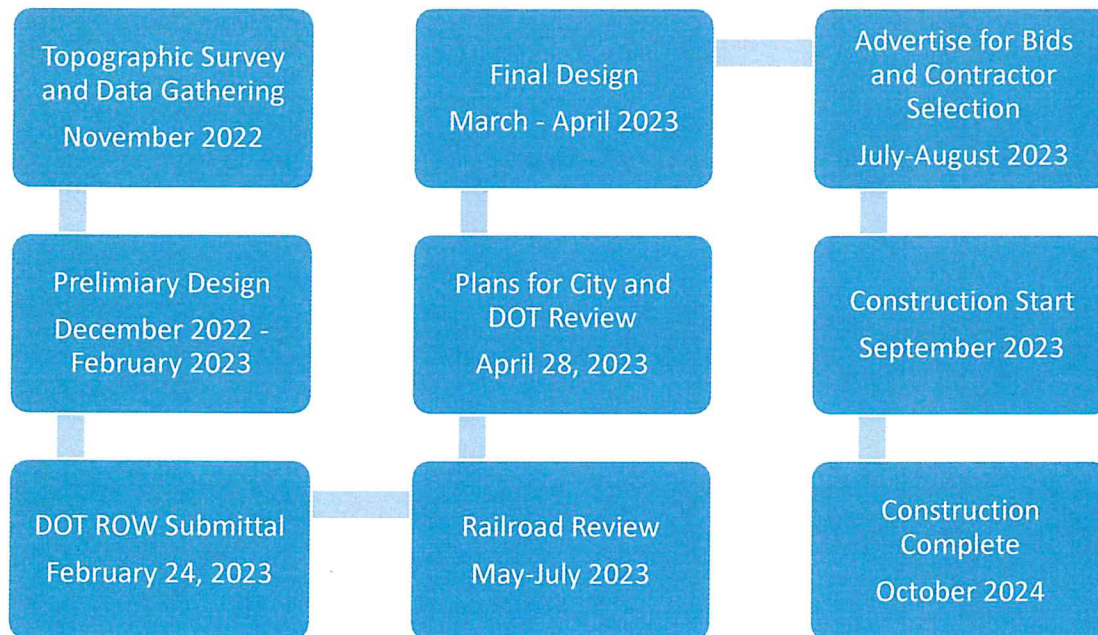 Topographic Survey
and Data Gathering
November 2022
Prelimiary Design
December 2022 -
February 2023
DOT ROW Submittal
February 24, 2023
Final Design
March - April 2023
Plans for City and
DOT Review
April 28, 2023
Railroad Review
May-July 2023
Advertise for Bids
and Contractor
Selection
July-August 2023
Construction Start
September 2023
Construction
Complete
October 2024